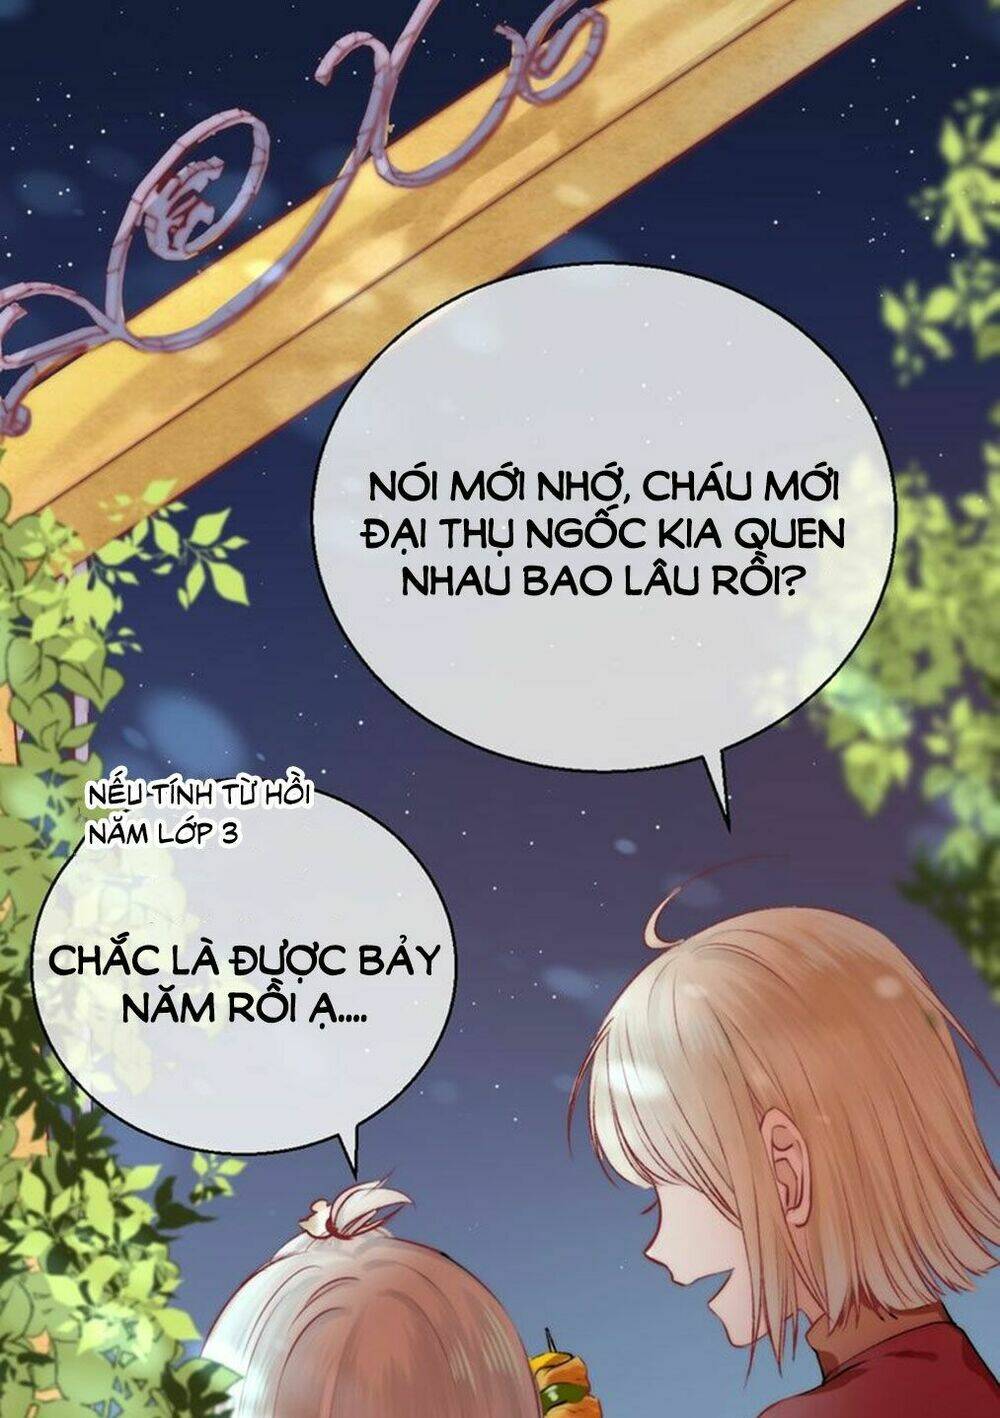 NÓI MỚI NHỚ, CHÁU MỚI
ĐẠI THỤ NGỐC KIA QUEN
NHAU BAO LÂU RỒI?
NẾU TÍNH TỪ HỒI
NĂM LỚP 3
CHẮC LÀ ĐƯỢC BẢY
NĂM RỒI Ạ....